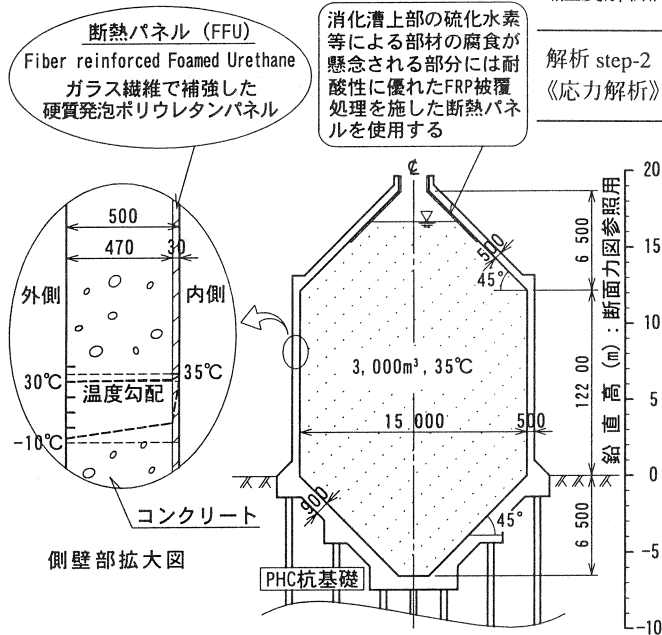 断熱パネル（FFU）
Fiber reinforced Foamed Urethane
ガラス繊維で補強した
硬質発泡ポリウレタンパネル
消化漕上部の硫化水素
等による部材の腐食が
懸念される部分には耐
酸性に優れたFRP被覆
処理を施した断熱パネ
ルを使用する
解析 step-2
《応力解析》
500
470
30
外側
内側
30℃
35℃
温度勾配
-10℃
コンクリート
側壁部拡大図
℄
500
45°
3,000m³,35℃
15 000
500
900
45°
PHC杭基礎
6 500
122 00
6 500
鉛直高（m）：断面力図参照用
20
15
10
5
0
-5
-10